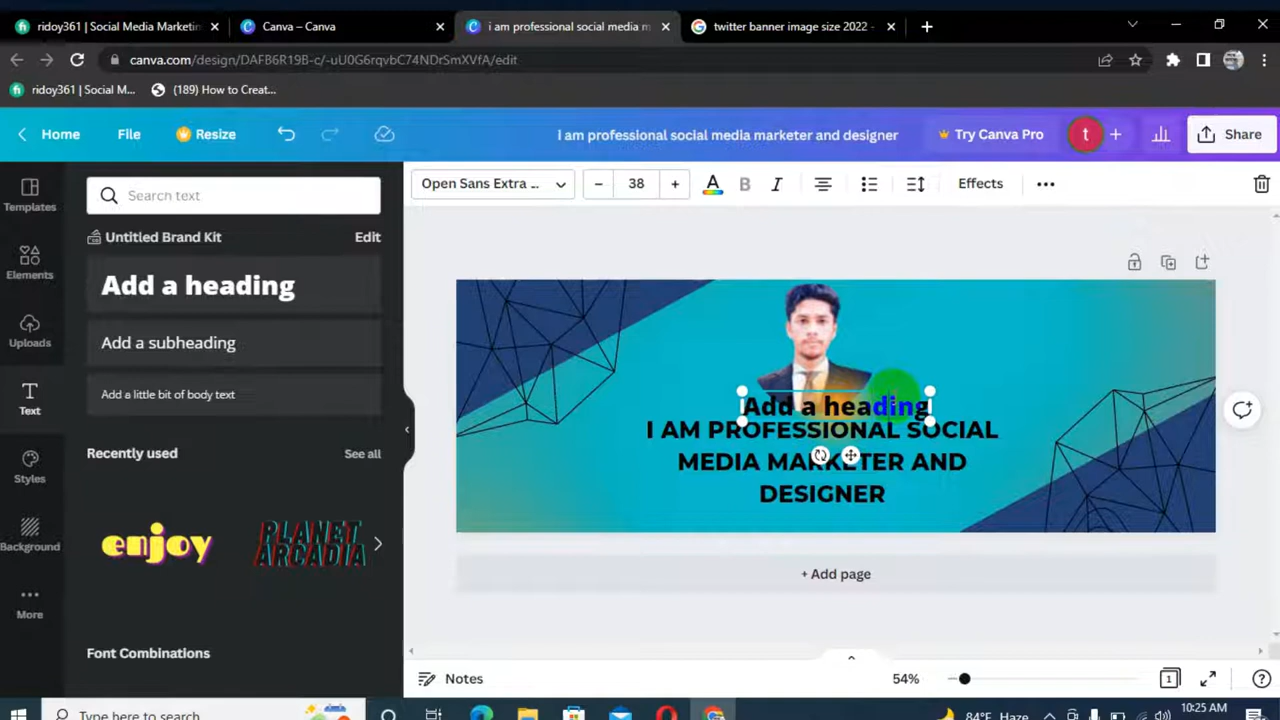 ridoy361 | Social Media Marketin
Canva – Canva
i am professional social media m
twitter banner image size 2022 -
canva.com/design/DAFB6R19B-c/-uU0G6rqvbC74NDrSmXVfA/edit
ridoy361 | Social M...
(189) How to Creat...
Home
File
Resize
i am professional social media marketer and designer
Try Canva Pro
t
Share
Templates
Elements
Uploads
Text
Styles
Background
More
Search text
Untitled Brand Kit
Edit
Add a heading
Add a subheading
Add a little bit of body text
Recently used
See all
enjoy
PLANET
ARCADIA
Font Combinations
Open Sans Extra ...
38
B
I
Effects
Add a heading
I AM PROFESSIONAL SOCIAL
MEDIA MARKETER AND
DESIGNER
+ Add page
Notes
54%
1
Type here to search
84°F Haze
10:25 AM